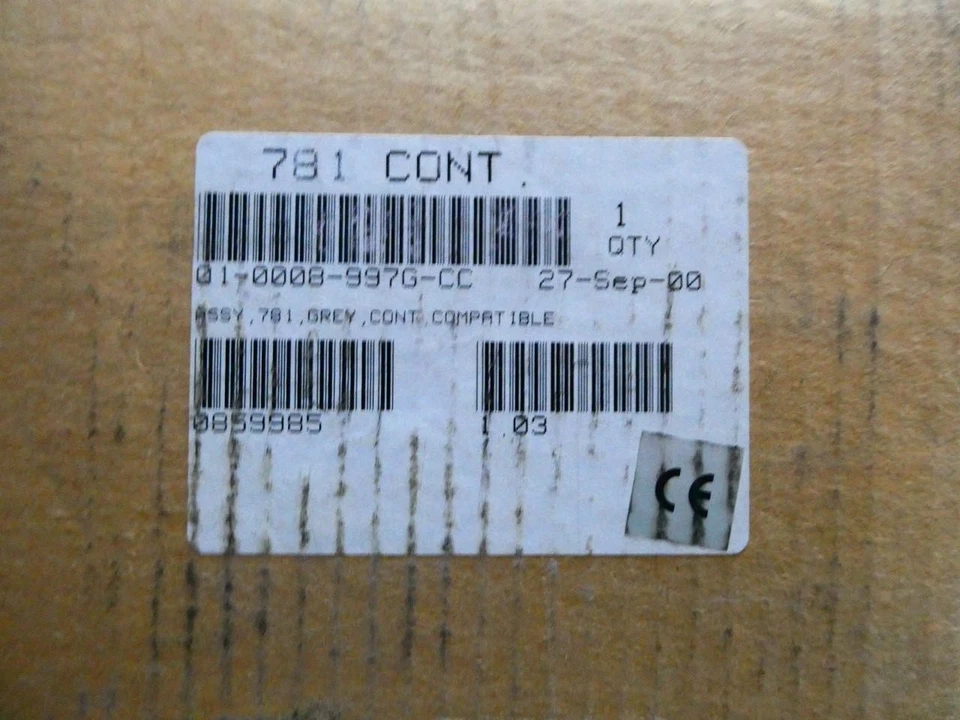 781 CONT.
1
QTY
01-0008-997G-CC 27-Sep-00
ASSY,781,GREY,CONT.COMPATIBLE
0859985 1.03
CE